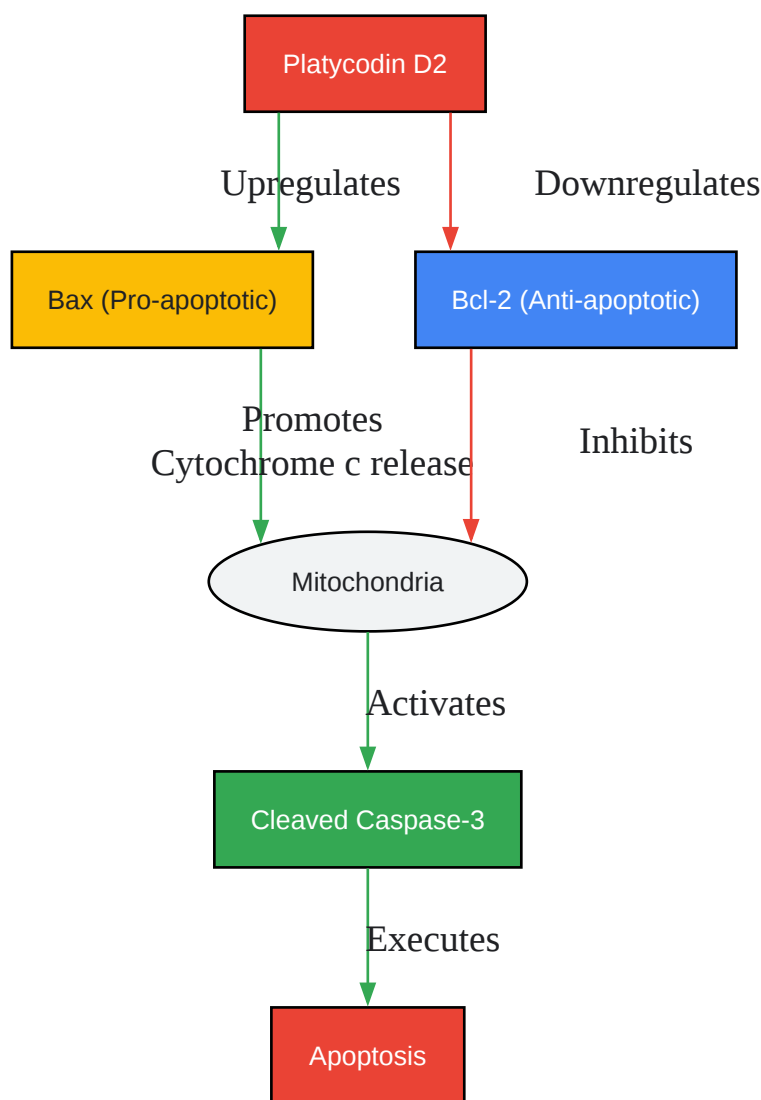 Platycodin D2
Upregulates
Downregulates
Bax (Pro-apoptotic)
Bcl-2 (Anti-apoptotic)
Promotes
Cytochrome c release
Inhibits
Mitochondria
Activates
Cleaved Caspase-3
Executes
Apoptosis